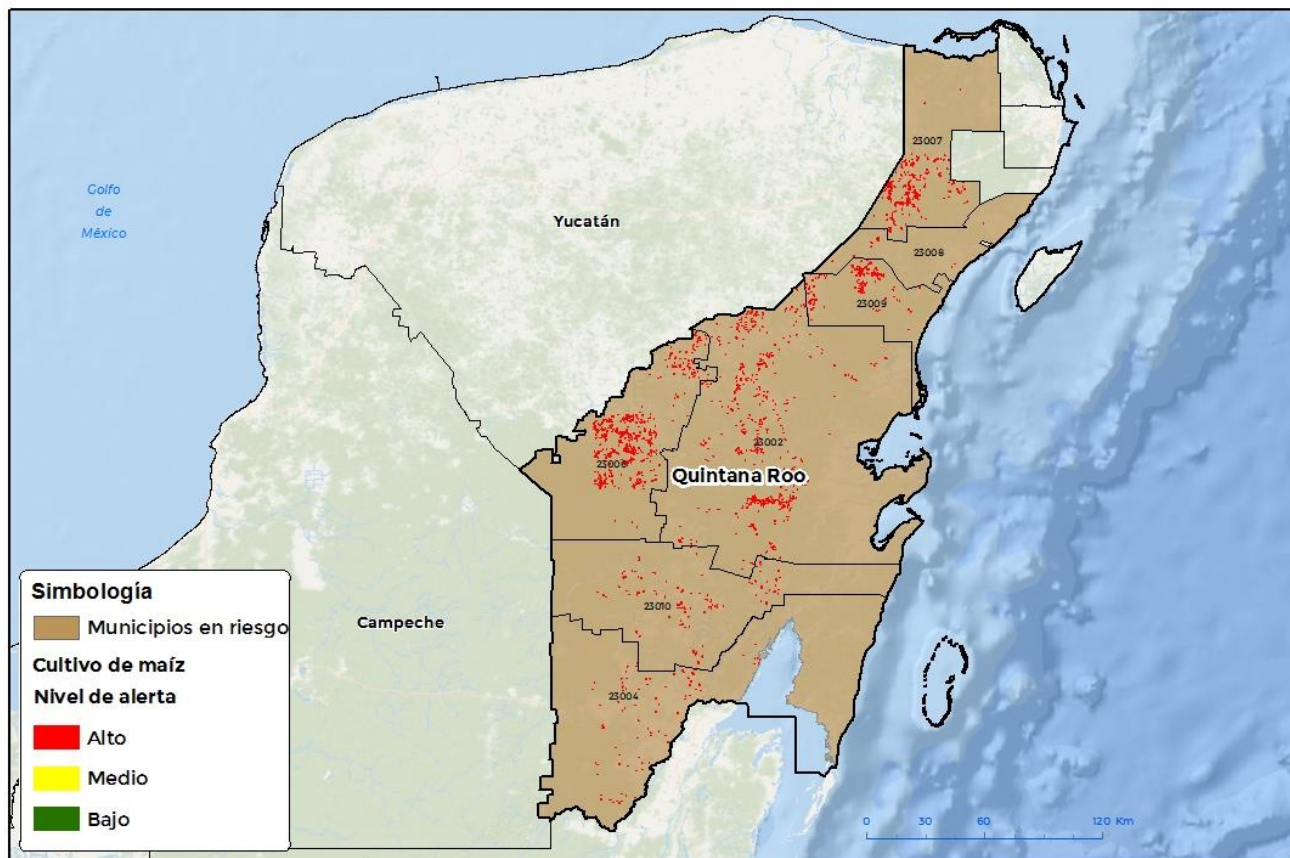 Golfo
de
México
Yucatán
23007
23008
23009
23002
23006
Quintana Roo
23010
Campeche
23004
Simbología
Municipios en riesgo
Cultivo de maíz
Nivel de alerta
Alto
Medio
Bajo
0 30 60 120 Km